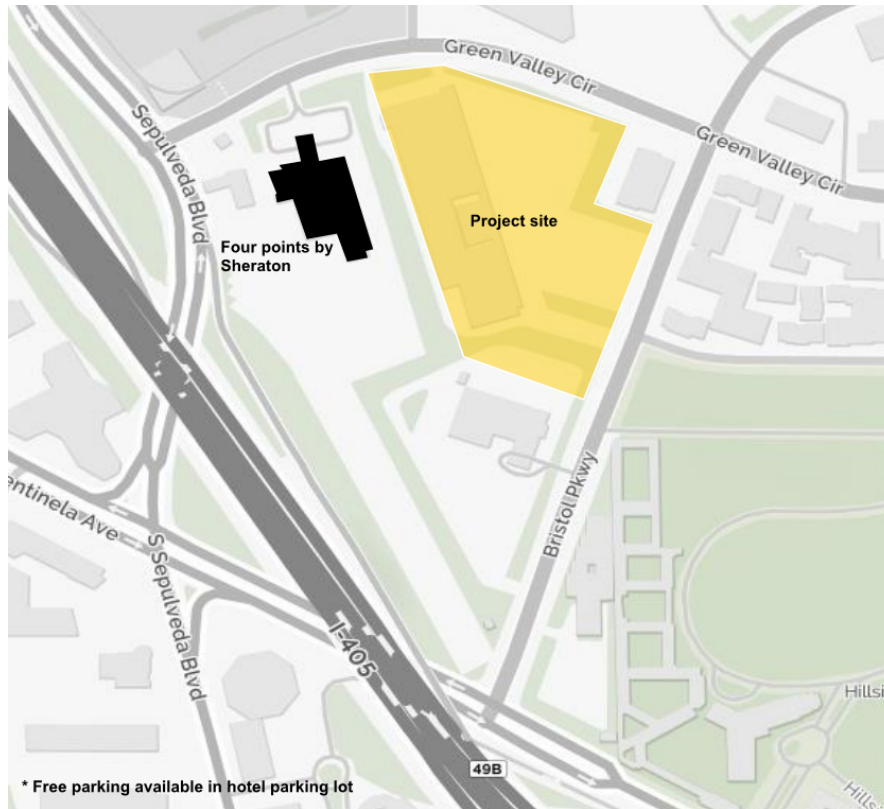 Green Valley Cir
Sepulveda Blvd
Green Valley Cir
Project site
Four points by
Sheraton
Bristol Pkwy
entinela Ave
S Sepulveda Blvd
I-405
Hillsi
Hills
49B
* Free parking available in hotel parking lot